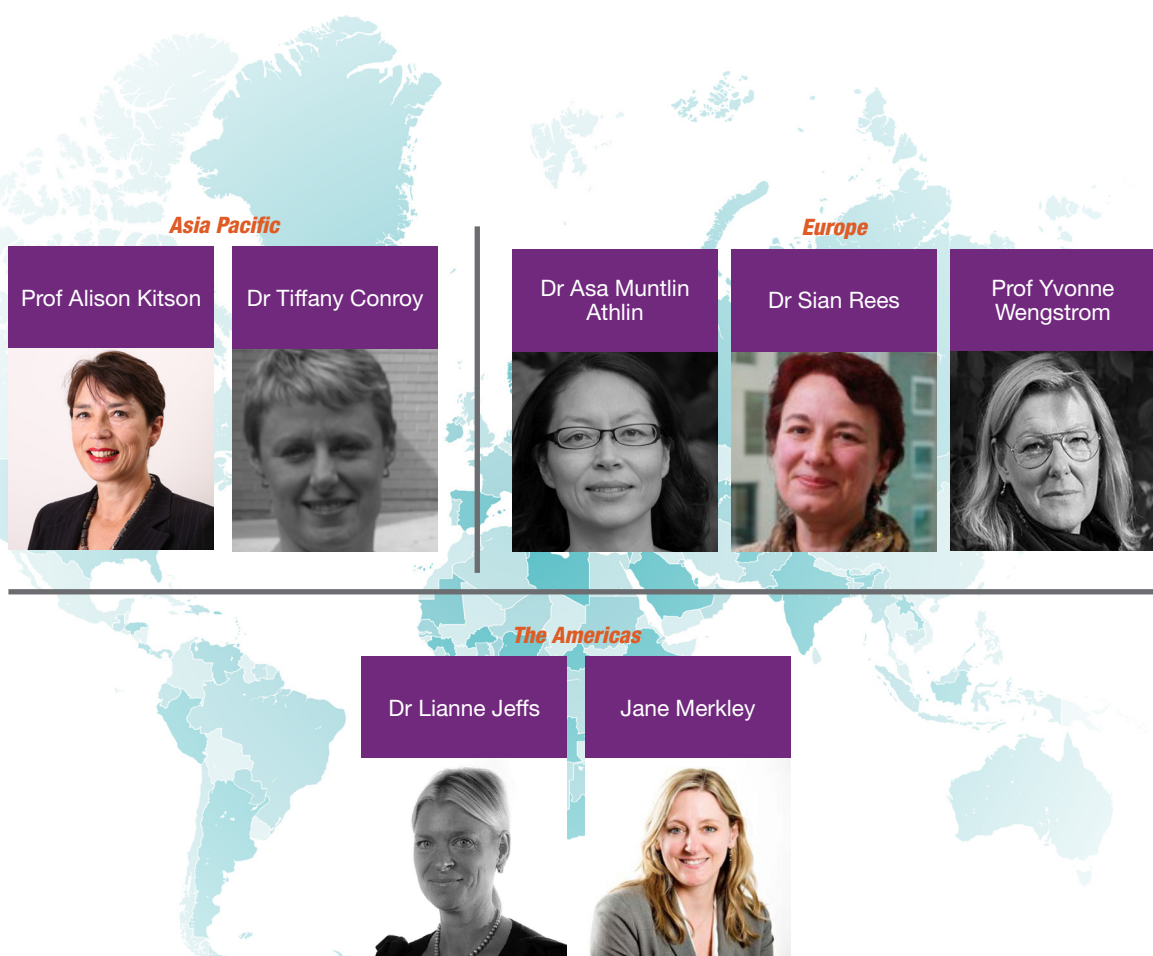 Asia Pacific
Prof Alison Kitson
Dr Tiffany Conroy
Europe
Dr Asa Muntlin
Athlin
Dr Sian Rees
Prof Yvonne
Wengstrom
The Americas
Dr Lianne Jeffs
Jane Merkley